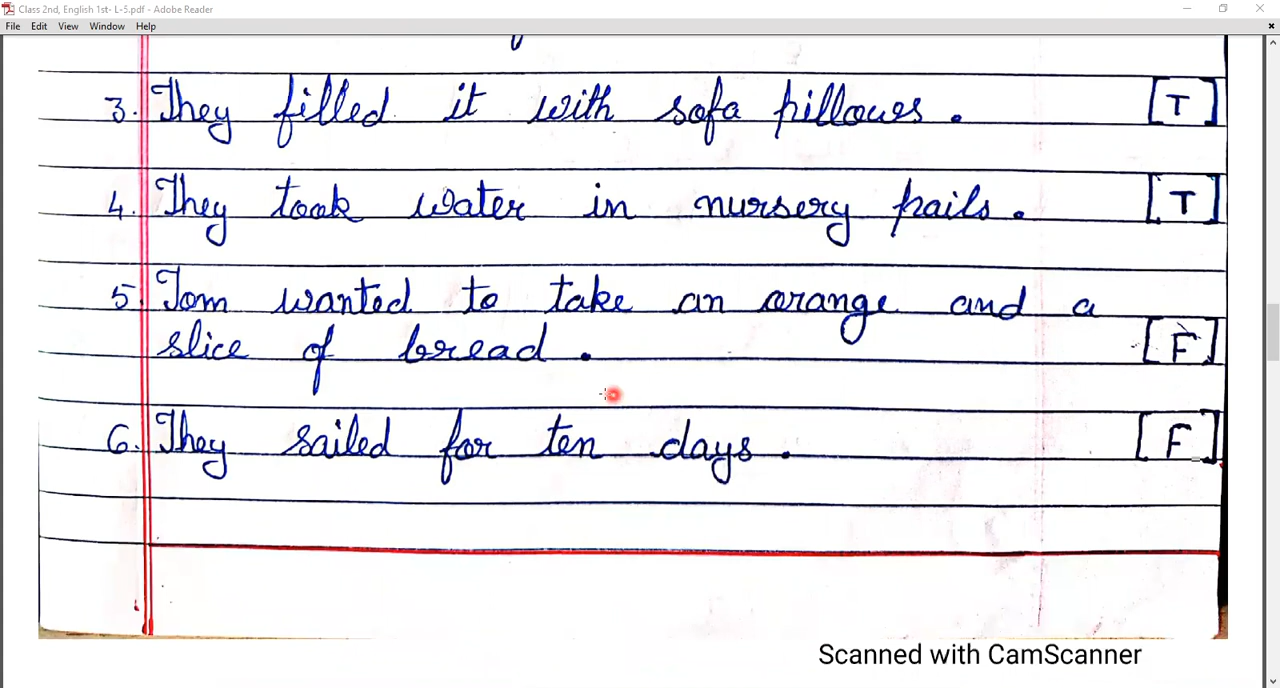 Class 2nd, English 1st- L-5.pdf - Adobe Reader
File Edit View Window Help
3. They filled it with sofa pillows. [T]
4. They took water in nursery pails. [T]
5. Tom wanted to take an orange and a
slice of bread. [F]
6. They sailed for ten days. [F]
Scanned with CamScanner